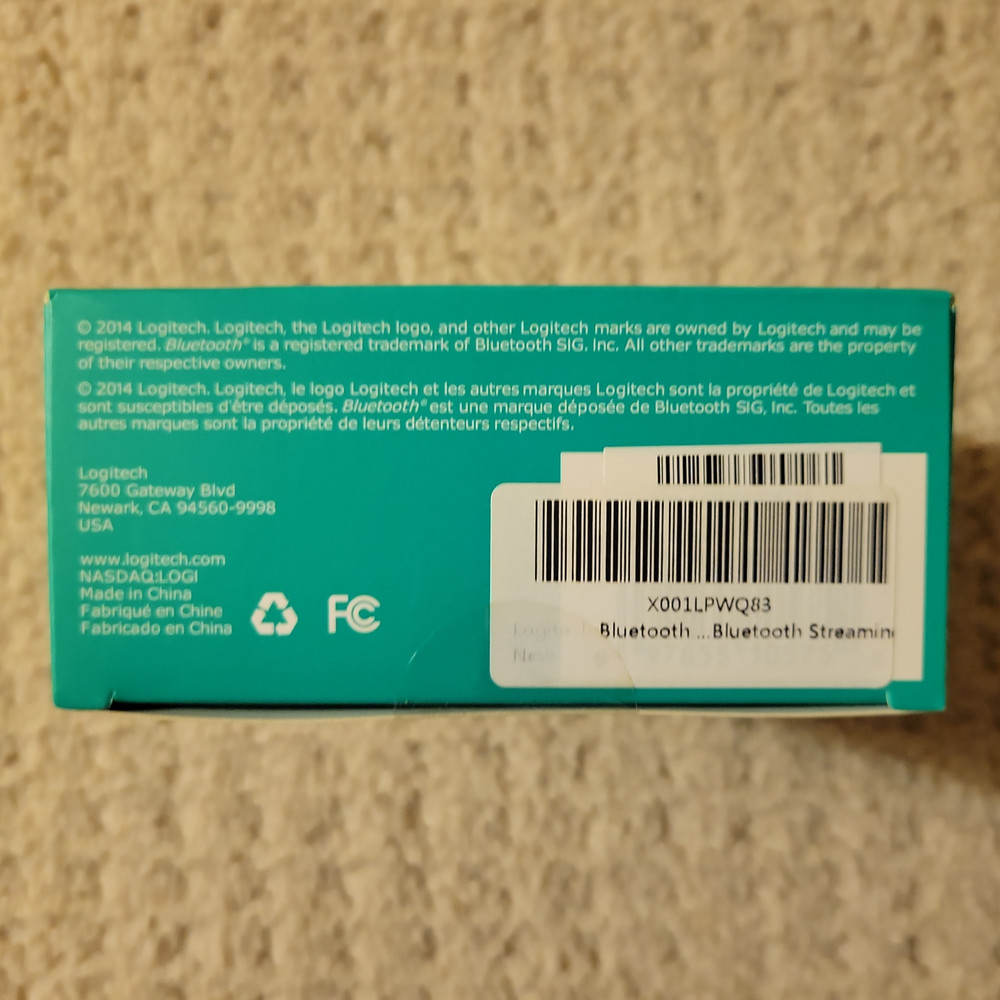 © 2014 Logitech. Logitech, the Logitech logo, and other Logitech marks are owned by Logitech and may be
registered. Bluetooth® is a registered trademark of Bluetooth SIG, Inc. All other trademarks are the property
of their respective owners.
© 2014 Logitech. Logitech, le logo Logitech et les autres marques Logitech sont la propriété de Logitech et
sont susceptibles d'être déposés. Bluetooth® est une marque déposée de Bluetooth SIG, Inc. Toutes les
autres marques sont la propriété de leurs détenteurs respectifs.
Logitech
7600 Gateway Blvd
Newark, CA 94560-9998
USA
www.logitech.com
NASDAQ:LOGI
Made in China
Fabriqué en Chine
Fabricado en China
FC
X001LPWQ83
Bluetooth ...Bluetooth Streaming